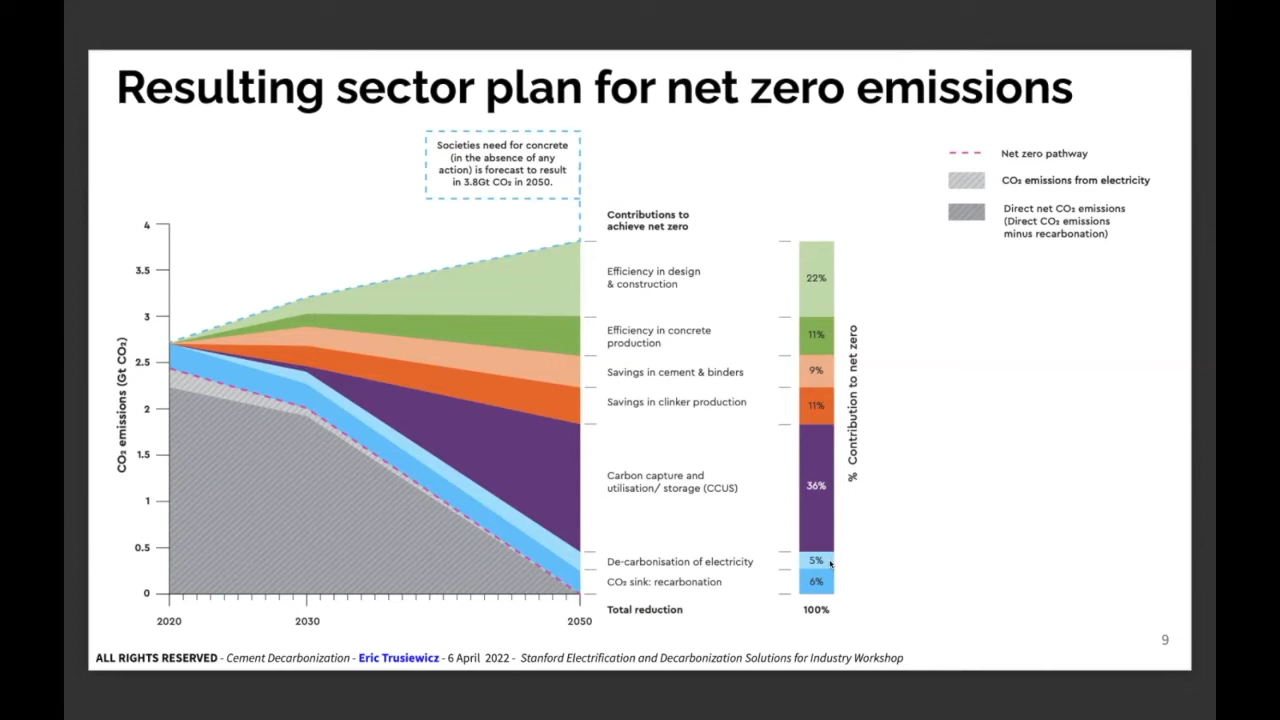 Resulting sector plan for net zero emissions
Societies need for concrete
(in the absence of any
action) is forecast to result
in 3.8Gt CO₂ in 2050.
Net zero pathway
CO₂ emissions from electricity
Direct net CO₂ emissions
(Direct CO₂ emissions
minus recarbonation)
CO₂ emissions (Gt CO₂)
4
3.5
3
2.5
2
1.5
1
0.5
0
2020
2030
2050
Contributions to
achieve net zero
Efficiency in design
& construction
22%
Efficiency in concrete
production
11%
Savings in cement & binders
9%
Savings in clinker production
11%
Carbon capture and
utilisation/ storage (CCUS)
36%
De-carbonisation of electricity
5%
CO₂ sink: recarbonation
6%
Total reduction
100%
% Contribution to net zero
9
ALL RIGHTS RESERVED - Cement Decarbonization - Eric Trusiewicz - 6 April 2022 - Stanford Electrification and Decarbonization Solutions for Industry Workshop